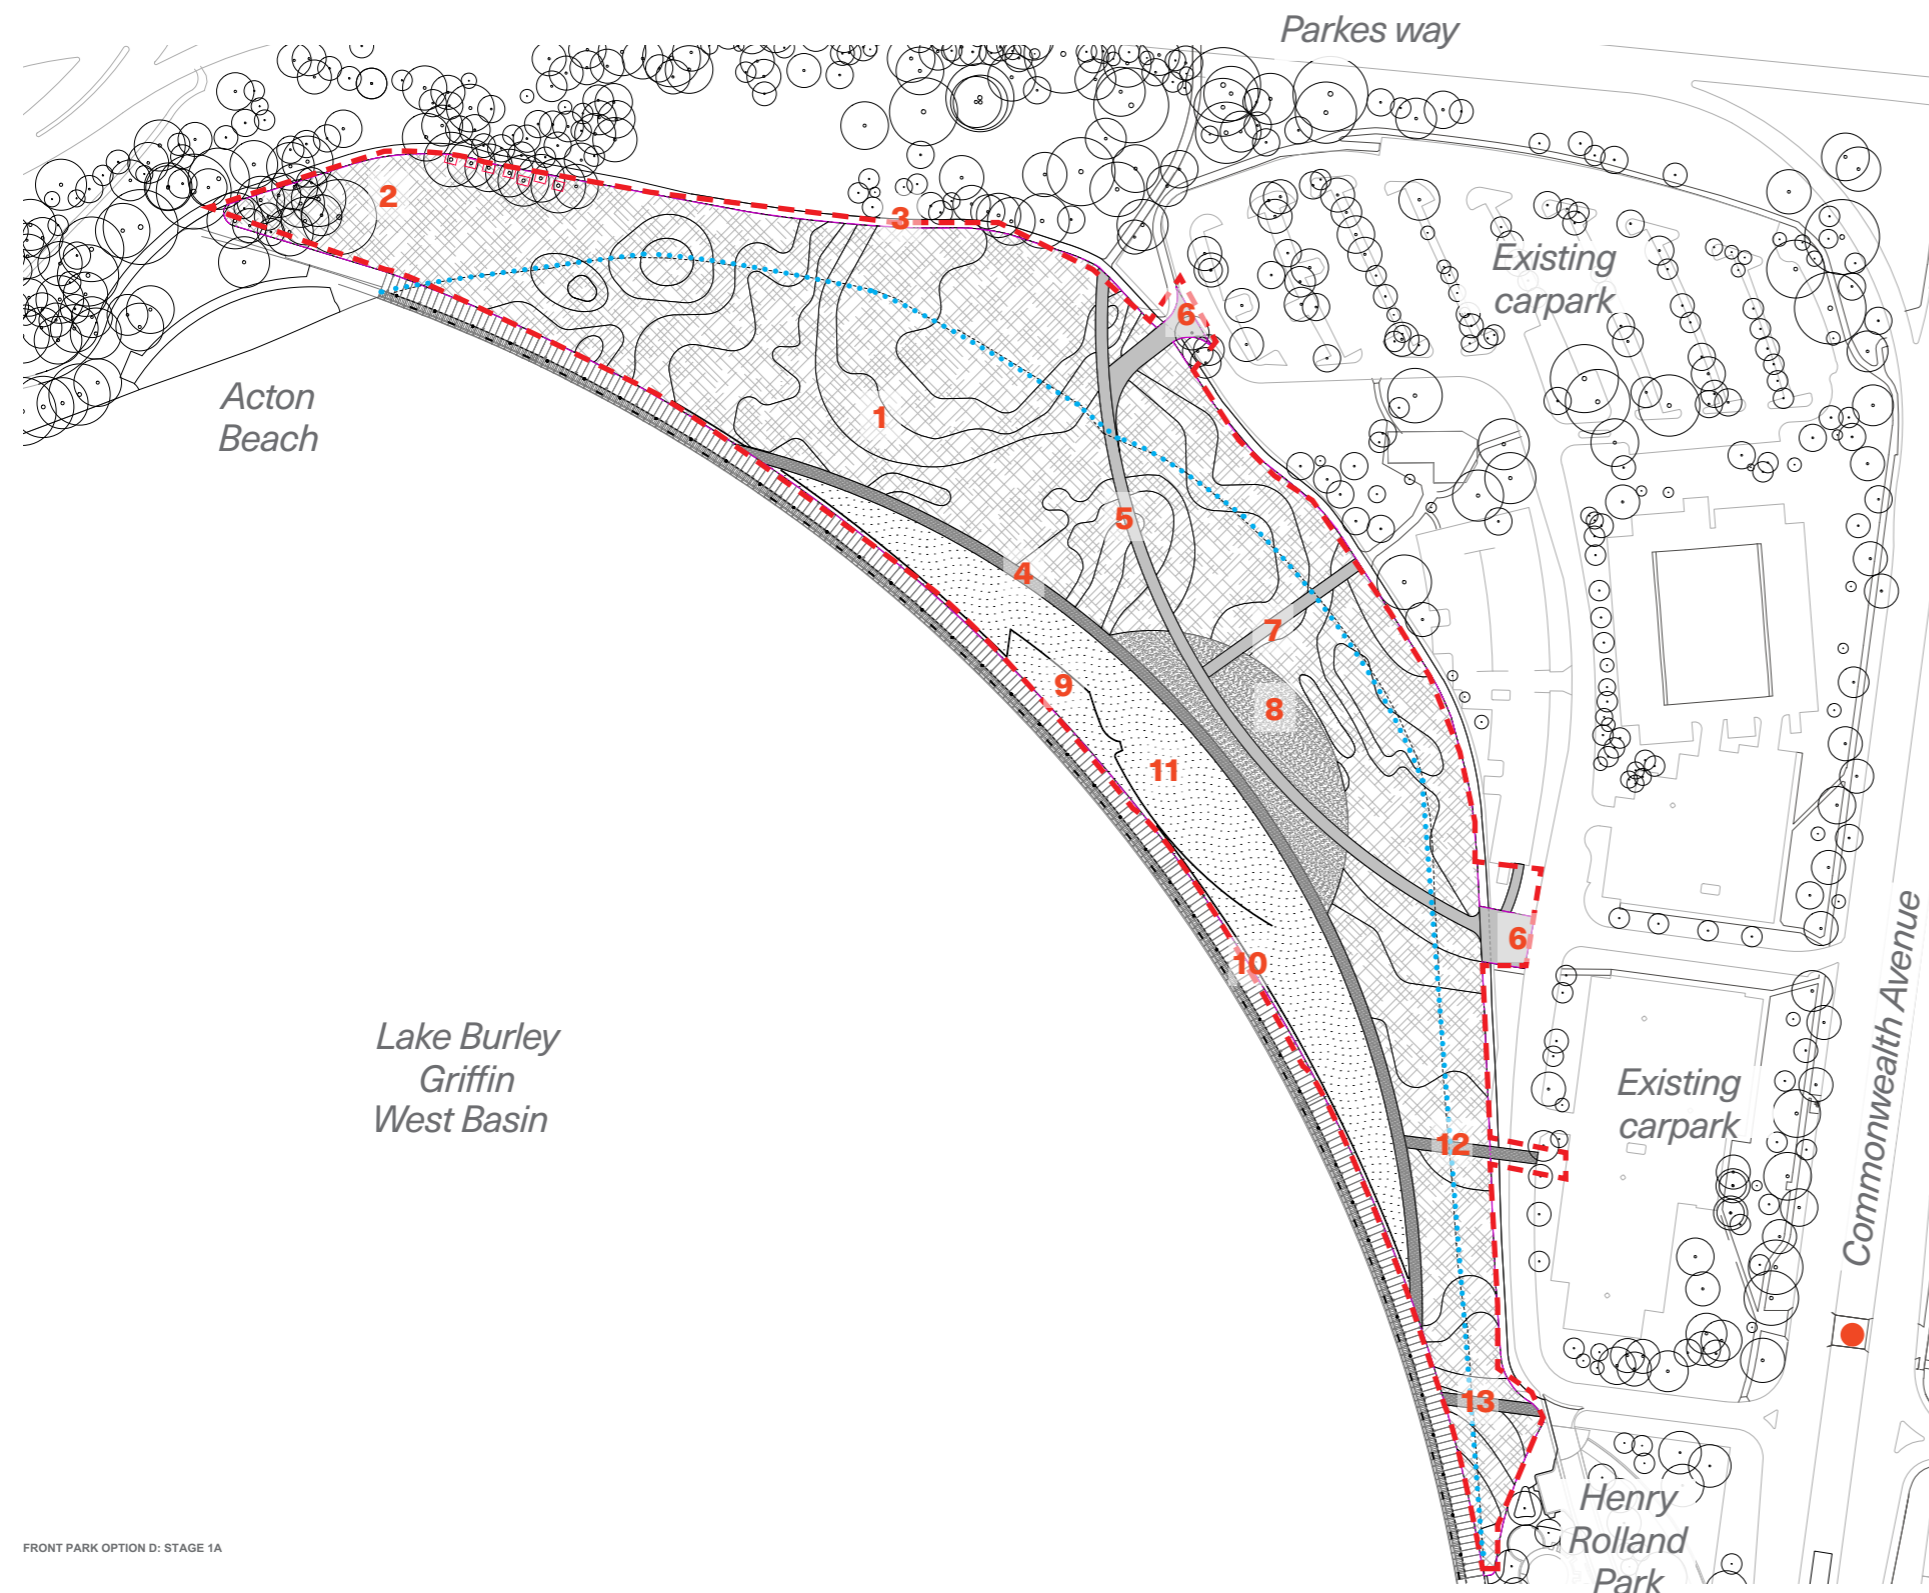 Parkes way
2
3
6
Existing
carpark
Acton
Beach
1
5
4
7
9
8
11
6
10
Commonwealth Avenue
Lake Burley
Griffin
West Basin
Existing
carpark
12
13
Henry
Rolland
Park
FRONT PARK OPTION D: STAGE 1A